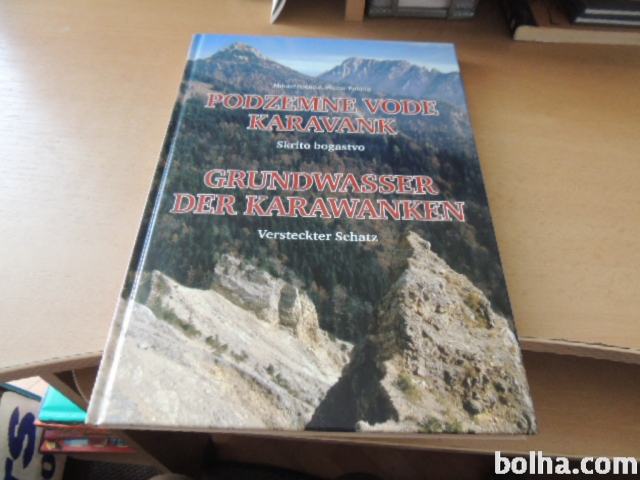 PODZEMNE VODE
KARAVANK
Skrito bogastvo
GRUNDWASSER
DER KARAWANKEN
Versteckter Schatz
bolha.com